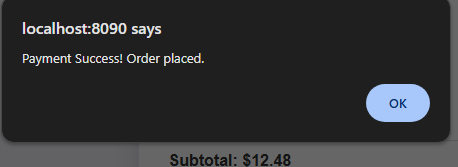 localhost:8090 says
Payment Success! Order placed.
OK
Subtotal: $12.48